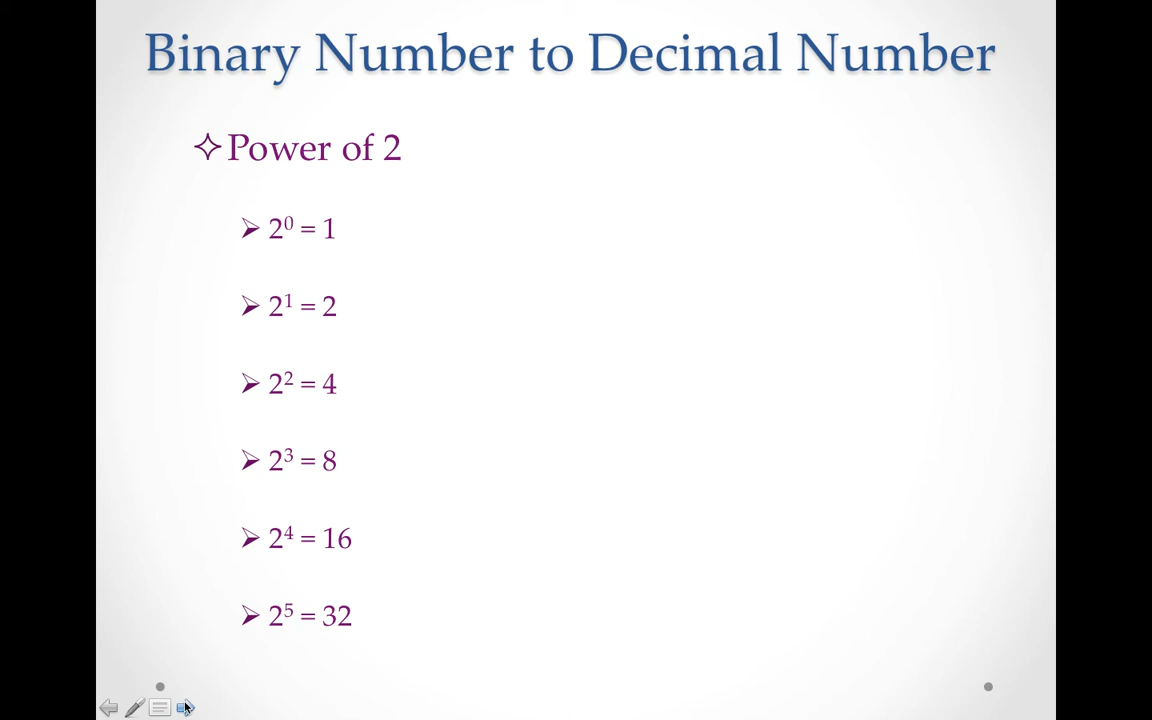 Binary Number to Decimal Number
✧Power of 2
➢ 2⁰ = 1
➢ 2¹ = 2
➢ 2² = 4
➢ 2³ = 8
➢ 2⁴ = 16
➢ 2⁵ = 32